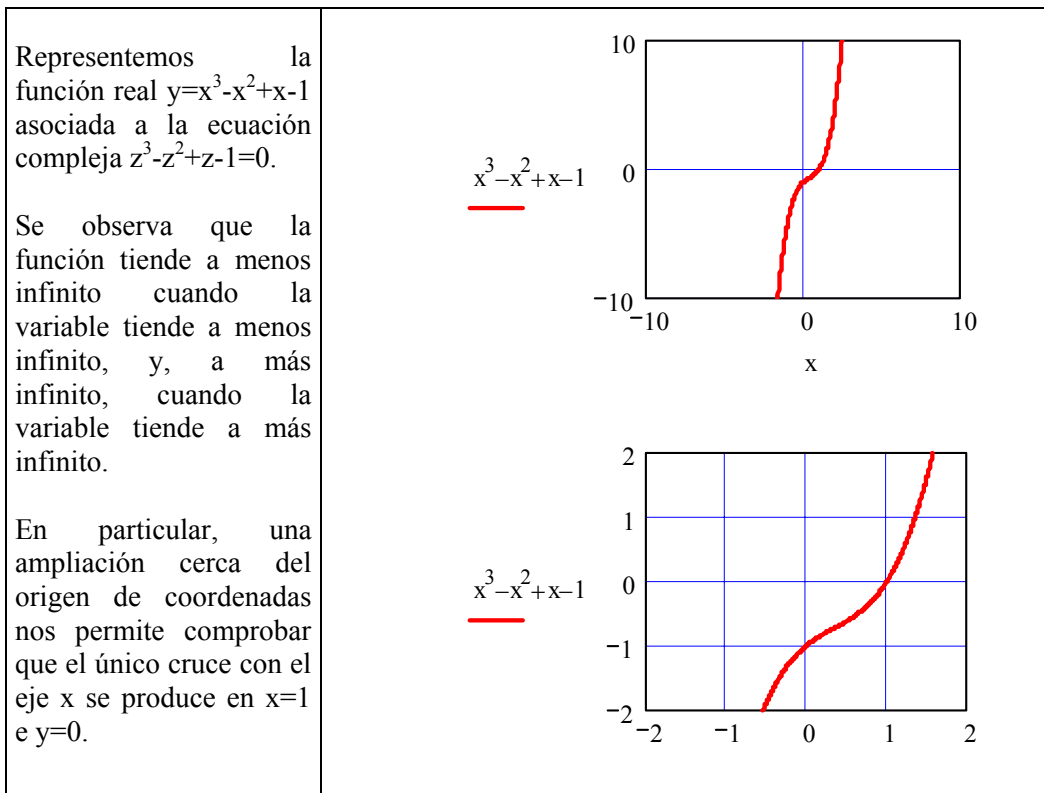 Representemos la
función real y=x³-x²+x-1
asociada a la ecuación
compleja z³-z²+z-1=0.
Se observa que la
función tiende a menos
infinito cuando la
variable tiende a menos
infinito, y, a más
infinito, cuando la
variable tiende a más
infinito.
En particular, una
ampliación cerca del
origen de coordenadas
nos permite comprobar
que el único cruce con el
eje x se produce en x=1
e y=0.
10
x³−x²+x−1
0
−10
−10 0 10
x
2
1
x³−x²+x−1
0
−1
−2
−2 −1 0 1 2